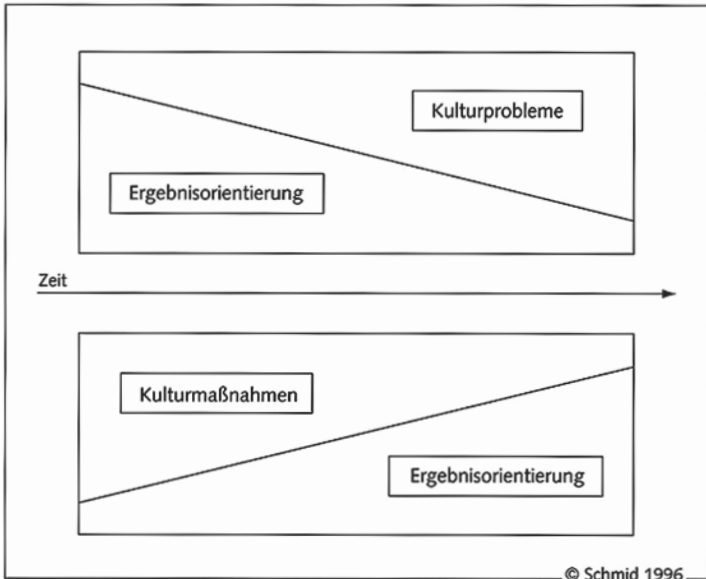 Kulturprobleme
Ergebnisorientierung
Zeit
Kulturmaßnahmen
Ergebnisorientierung
© Schmid 1996